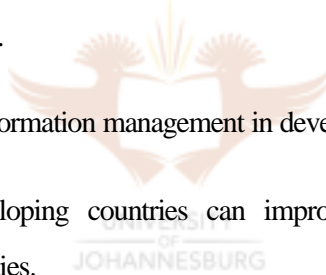 .
formation management in deve
loping countries can impro
UNIVERSITY
OF
JOHANNESBURG
ies.